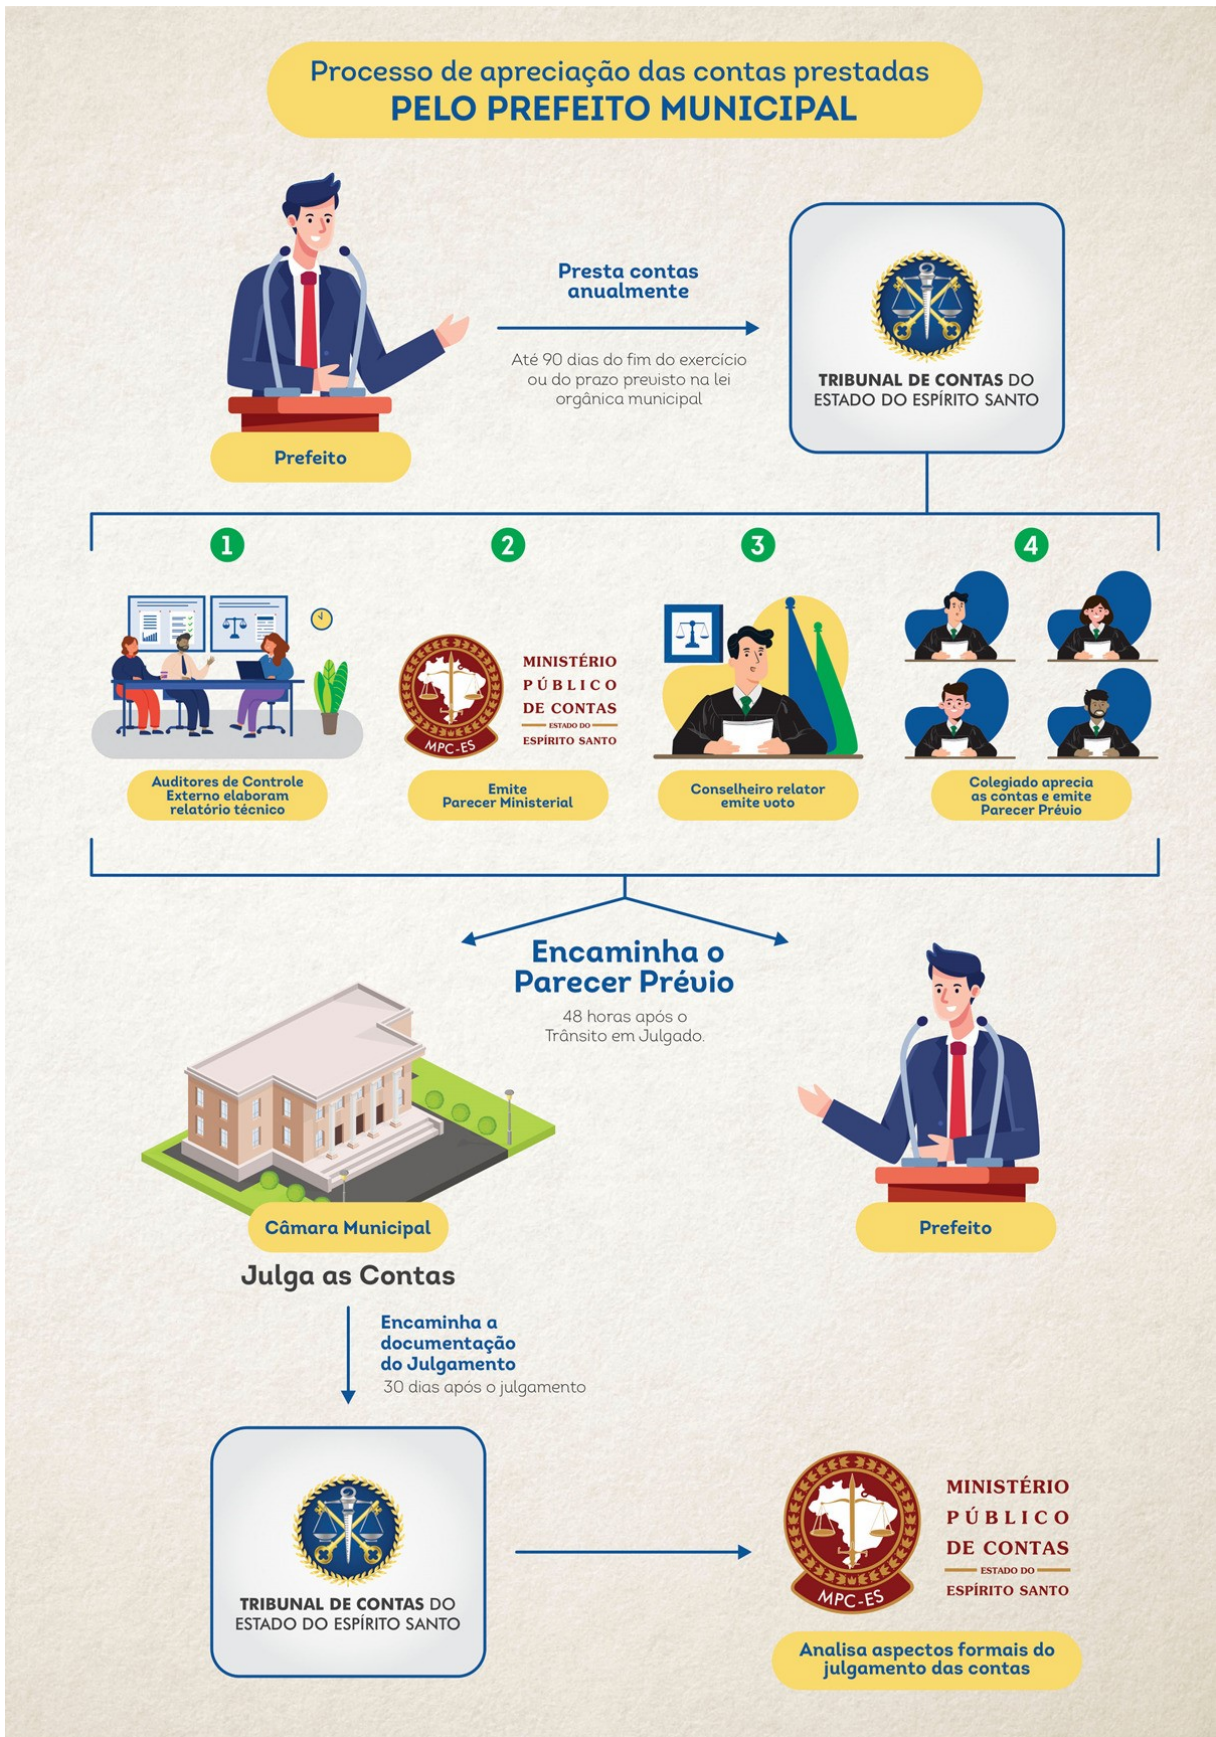 Processo de apreciação das contas prestadas
PELO PREFEITO MUNICIPAL
Presta contas
anualmente
Até 90 dias do fim do exercício
ou do prazo previsto na lei
orgânica municipal
TRIBUNAL DE CONTAS DO
ESTADO DO ESPÍRITO SANTO
Prefeito
1
2
3
4
MINISTÉRIO
PÚBLICO
DE CONTAS
ESTADO DO
ESPÍRITO SANTO
MPC-ES
Auditores de Controle
Externo elaboram
relatório técnico
Emite
Parecer Ministerial
Conselheiro relator
emite voto
Colegiado aprecia
as contas e emite
Parecer Prévio
Encaminha o
Parecer Prévio
48 horas após o
Trânsito em Julgado.
Câmara Municipal
Prefeito
Julga as Contas
Encaminha a
documentação
do Julgamento
30 dias após o julgamento
TRIBUNAL DE CONTAS DO
ESTADO DO ESPÍRITO SANTO
MINISTÉRIO
PÚBLICO
DE CONTAS
ESTADO DO
ESPÍRITO SANTO
MPC-ES
Analisa aspectos formais do
julgamento das contas